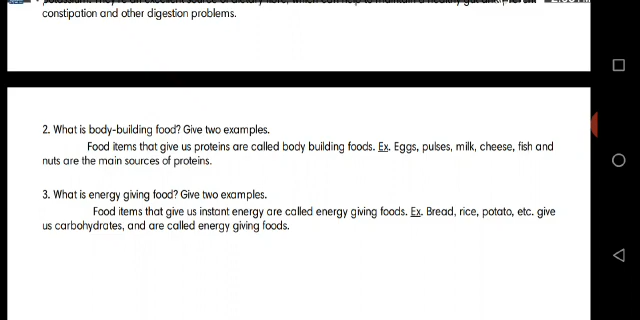 constipation and other digestion problems.
2. What is body-building food? Give two examples.
Food items that give us proteins are called body building foods. Ex. Eggs, pulses, milk, cheese, fish and
nuts are the main sources of proteins.
3. What is energy giving food? Give two examples.
Food items that give us instant energy are called energy giving foods. Ex. Bread, rice, potato, etc. give
us carbohydrates, and are called energy giving foods.